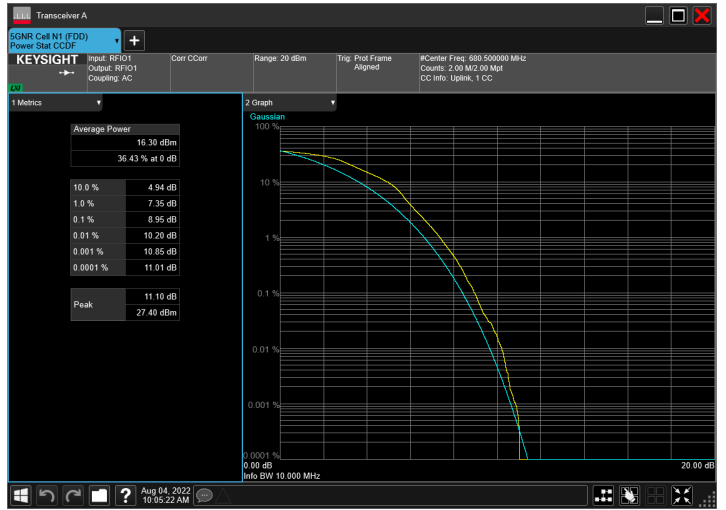 Transceiver A
5GNR Cell N1 (FDD)
Power Stat CCDF
KEYSIGHT
Input: RFIO1
Output: RFIO1
Coupling: AC
Corr CCorr
Range: 20 dBm
Trig: Prot Frame
Aligned
#Center Freq: 680.500000 MHz
Counts: 2.00 M/2.00 Mpt
CC Info: Uplink, 1 CC
LXI
1 Metrics
Average Power
16.30 dBm
36.43 % at 0 dB
10.0 % 4.94 dB
1.0 % 7.35 dB
0.1 % 8.95 dB
0.01 % 10.20 dB
0.001 % 10.85 dB
0.0001 % 11.01 dB
Peak
11.10 dB
27.40 dBm
2 Graph
Gaussian
100 %
10 %
1 %
0.1 %
0.01 %
0.001 %
0.0001 %
0.00 dB
20.00 dB
Info BW 10.000 MHz
Aug 04, 2022
10:05:22 AM